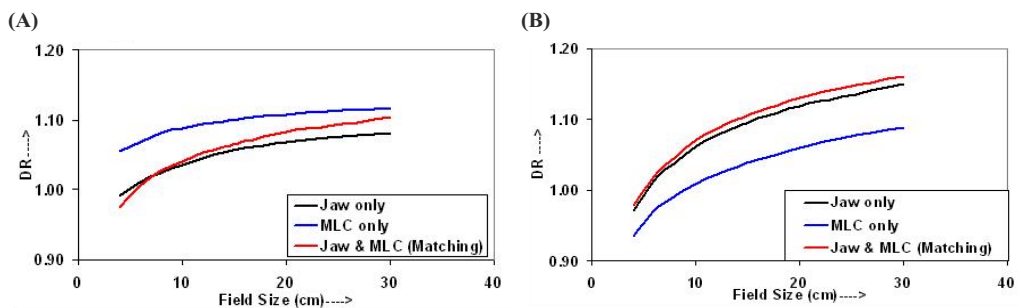 (A)
1.20
1.10
1.00
0.90
DR---->
0
10
20
30
40
Field Size (cm)---->
Jaw only
MLC only
Jaw & MLC (Matching)
(B)
1.20
1.10
1.00
0.90
DR ---->
0
10
20
30
40
Field Size (cm)---->
Jaw only
MLC only
Jaw & MLC (Matching)